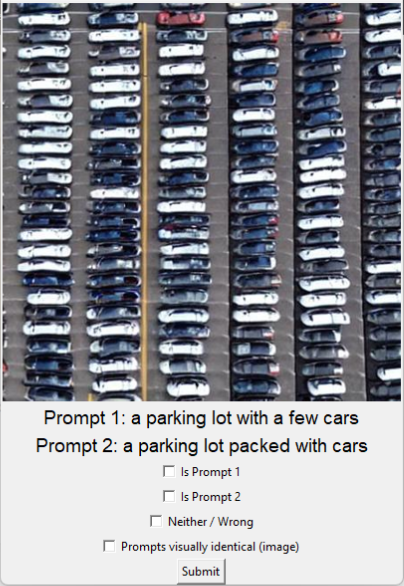 Prompt 1: a parking lot with a few cars
Prompt 2: a parking lot packed with cars
Is Prompt 1
Is Prompt 2
Neither / Wrong
Prompts visually identical (image)
Submit